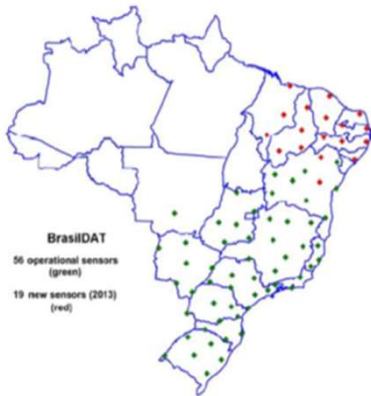 BrasilDAT
56 operational sensors
(green)
19 new sensors (2013)
(red)